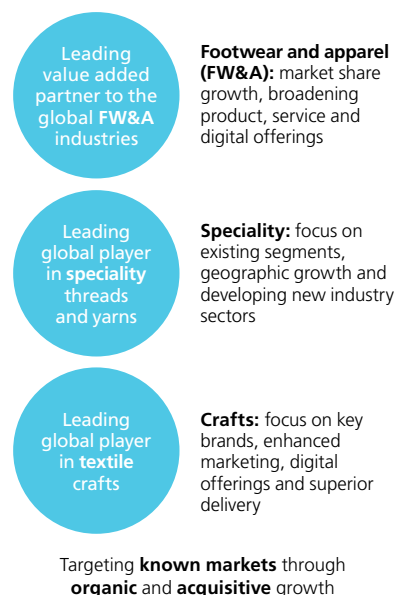 Leading
value added
partner to the
global FW&A
industries
Footwear and apparel
(FW&A): market share
growth, broadening
product, service and
digital offerings
Leading
global player
in speciality
threads
and yarns
Speciality: focus on
existing segments,
geographic growth and
developing new industry
sectors
Leading
global player
in textile
crafts
Crafts: focus on key
brands, enhanced
marketing, digital
offerings and superior
delivery
Targeting known markets through
organic and acquisitive growth